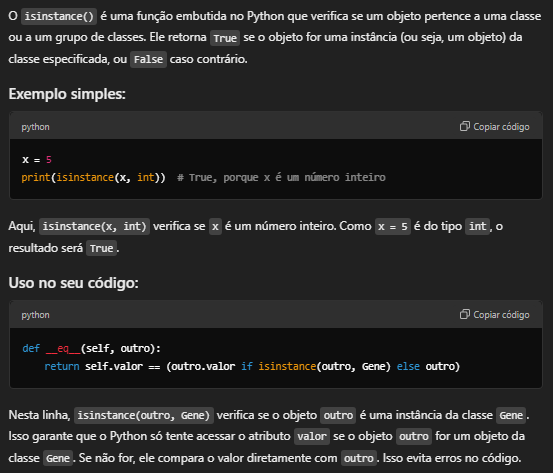 O isinstance() é uma função embutida no Python que verifica se um objeto pertence a uma classe
ou a um grupo de classes. Ele retorna True se o objeto for uma instância (ou seja, um objeto) da
classe especificada, ou False caso contrário.
Exemplo simples:
python
Copiar código
x = 5
print(isinstance(x, int))  # True, porque x é um número inteiro
Aqui, isinstance(x, int) verifica se x é um número inteiro. Como x = 5 é do tipo int, o
resultado será True.
Uso no seu código:
python
Copiar código
def __eq__(self, outro):
    return self.valor == (outro.valor if isinstance(outro, Gene) else outro)
Nesta linha, isinstance(outro, Gene) verifica se o objeto outro é uma instância da classe Gene.
Isso garante que o Python só tente acessar o atributo valor se o objeto outro for um objeto da
classe Gene. Se não for, ele compara o valor diretamente com outro. Isso evita erros no código.